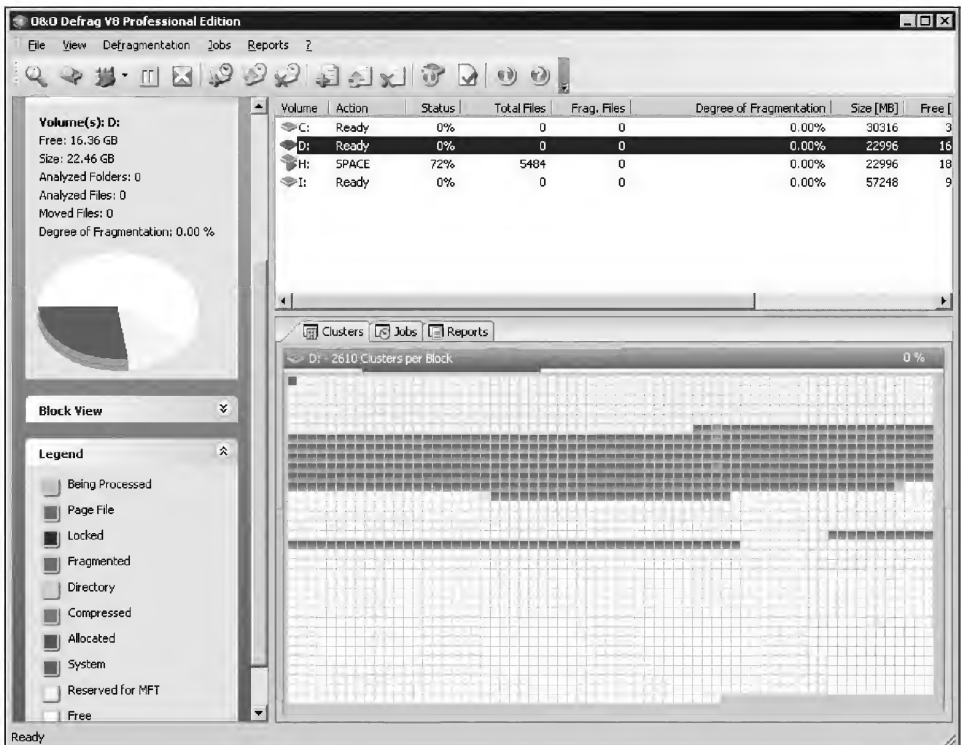 O&O Defrag V8 Professional Edition
File View Defragmentation Jobs Reports ?
Volume(s): D:
Free: 16.36 GB
Size: 22.46 GB
Analyzed Folders: 0
Analyzed Files: 0
Moved Files: 0
Degree of Fragmentation: 0.00 %
Block View
Legend
Being Processed
Page File
Locked
Fragmented
Directory
Compressed
Allocated
System
Reserved for MFT
Free
Volume Action Status Total Files Frag. Files Degree of Fragmentation Size [MB] Free [
C: Ready 0% 0 0 0.00% 30316 3
D: Ready 0% 0 0 0.00% 22996 16
H: SPACE 72% 5484 0 0.00% 22996 18
I: Ready 0% 0 0 0.00% 57248 9
Clusters Jobs Reports
D: - 2610 Clusters per Block 0 %
Ready